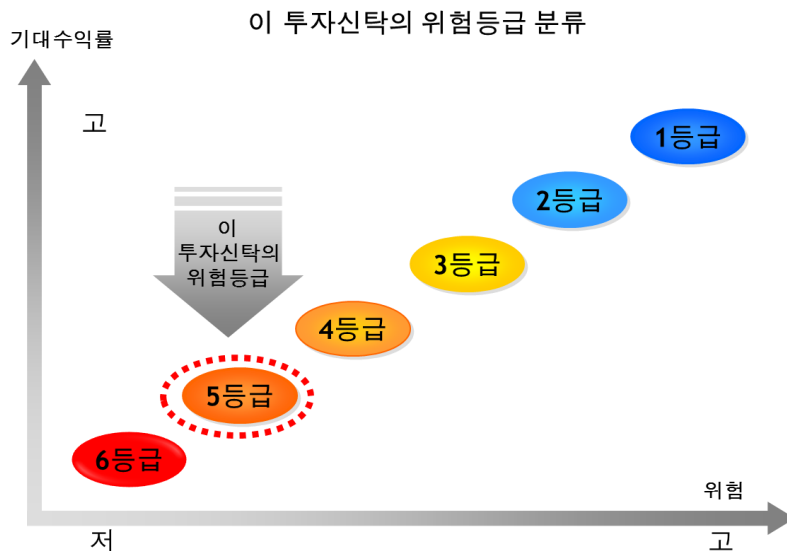 이 투자신탁의 위험등급 분류
기대수익률
고
1등급
2등급
이
투자신탁의
위험등급
3등급
4등급
5등급
6등급
위험
저
고